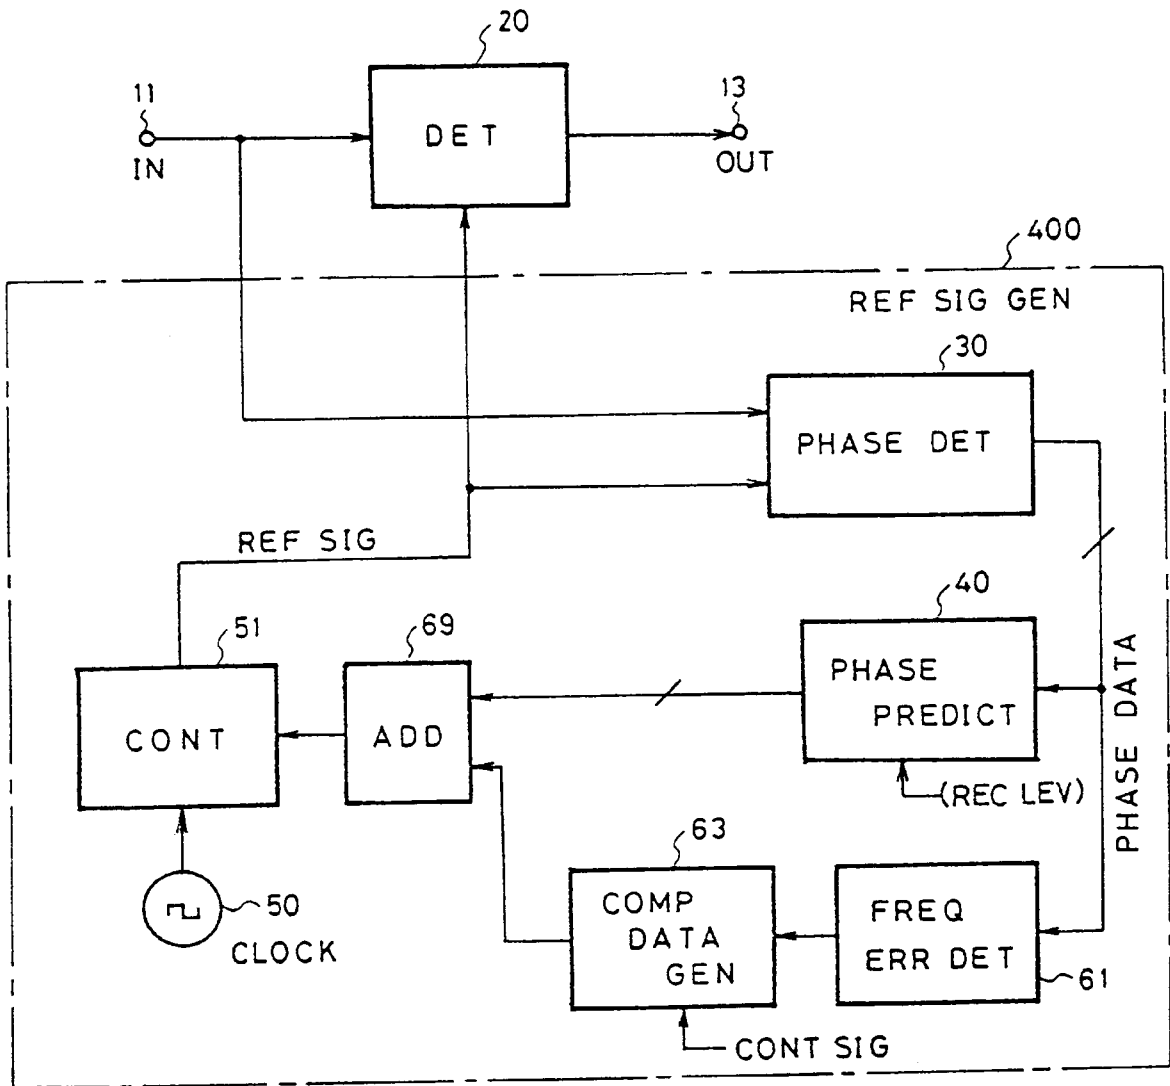 20
11
13
DET
IN
OUT
400
REF SIG GEN
30
PHASE DET
REF SIG
40
51
69
PHASE
PREDICT
CONT
ADD
PHASE DATA
(REC LEV)
63
50
CLOCK
COMP
DATA
GEN
FREQ
ERR DET
61
CONT SIG